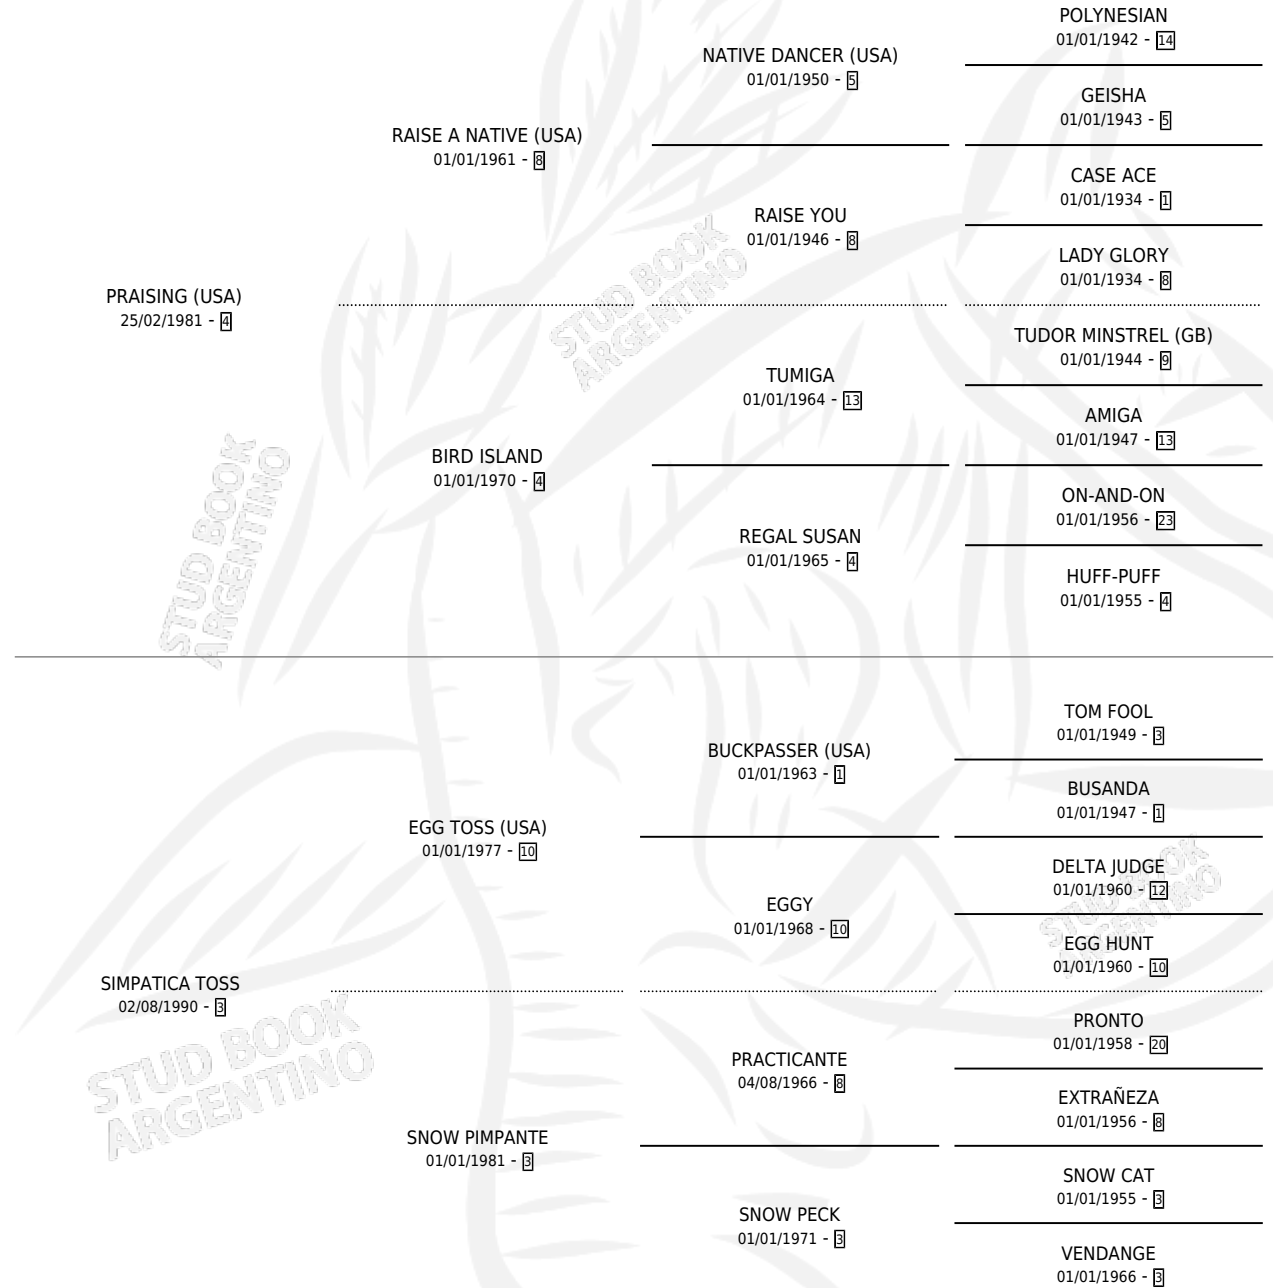 POLYNESIAN
01/01/1942 - 14
NATIVE DANCER (USA)
01/01/1950 - 5
GEISHA
01/01/1943 - 5
RAISE A NATIVE (USA)
01/01/1961 - 8
CASE ACE
01/01/1934 - 1
RAISE YOU
01/01/1946 - 8
LADY GLORY
01/01/1934 - 8
PRAISING (USA)
25/02/1981 - 4
TUDOR MINSTREL (GB)
01/01/1944 - 9
TUMIGA
01/01/1964 - 13
AMIGA
01/01/1947 - 13
BIRD ISLAND
01/01/1970 - 4
ON-AND-ON
01/01/1956 - 23
REGAL SUSAN
01/01/1965 - 4
HUFF-PUFF
01/01/1955 - 4
TOM FOOL
01/01/1949 - 3
BUCKPASSER (USA)
01/01/1963 - 1
BUSANDA
01/01/1947 - 1
EGG TOSS (USA)
01/01/1977 - 10
DELTA JUDGE
01/01/1960 - 12
EGGY
01/01/1968 - 10
EGG HUNT
01/01/1960 - 10
SIMPATICA TOSS
02/08/1990 - 3
PRONTO
01/01/1958 - 20
PRACTICANTE
04/08/1966 - 8
EXTRAÑEZA
01/01/1956 - 8
SNOW PIMPANTE
01/01/1981 - 3
SNOW CAT
01/01/1955 - 3
SNOW PECK
01/01/1971 - 3
VENDANGE
01/01/1966 - 3
STUD BOOK
ARGENTINO
STUD BOOK
ARGENTINO
STUD BOOK
ARGENTINO
STUD BOOK
ARGENTINO